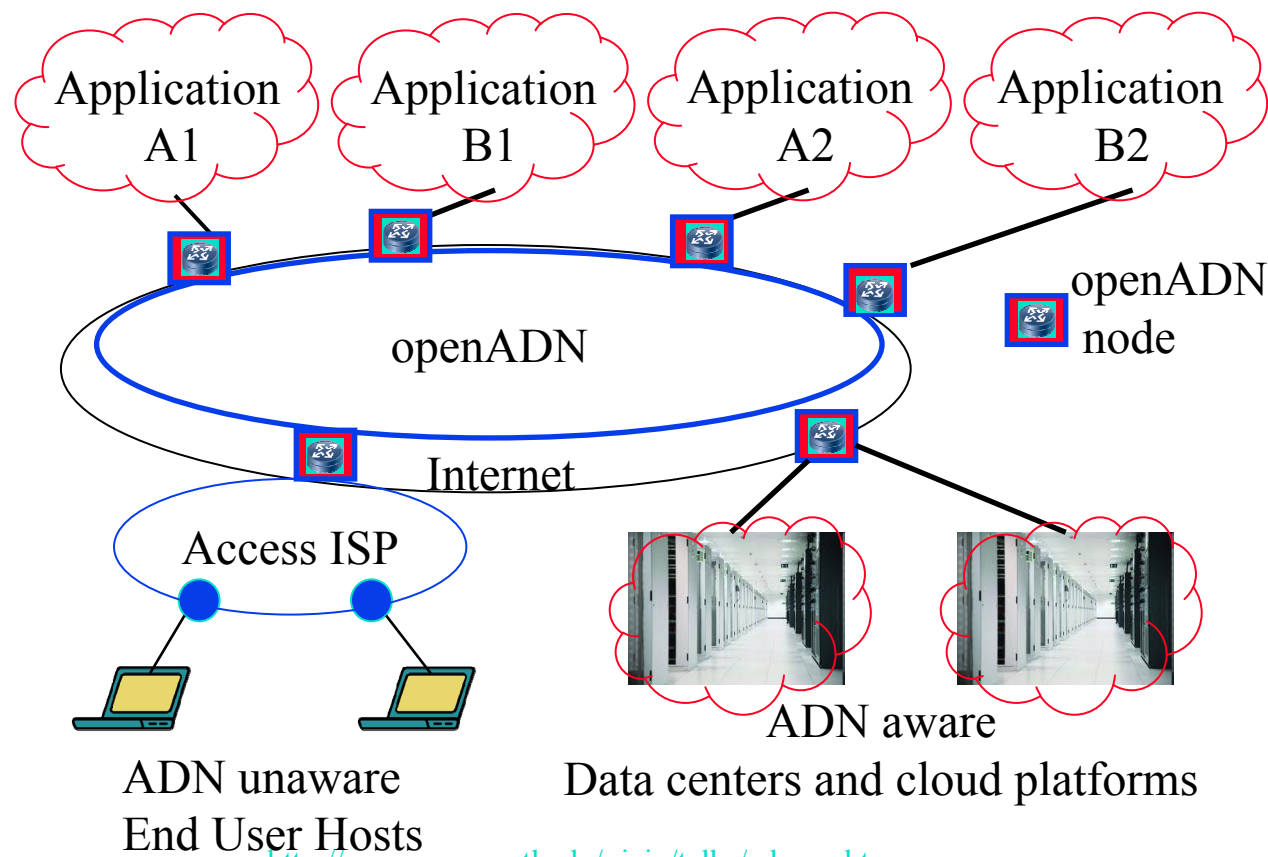 Application
A1
Application
B1
Application
A2
Application
B2
openADN
node
openADN
Internet
Access ISP
ADN aware
Data centers and cloud platforms
ADN unaware
End User Hosts